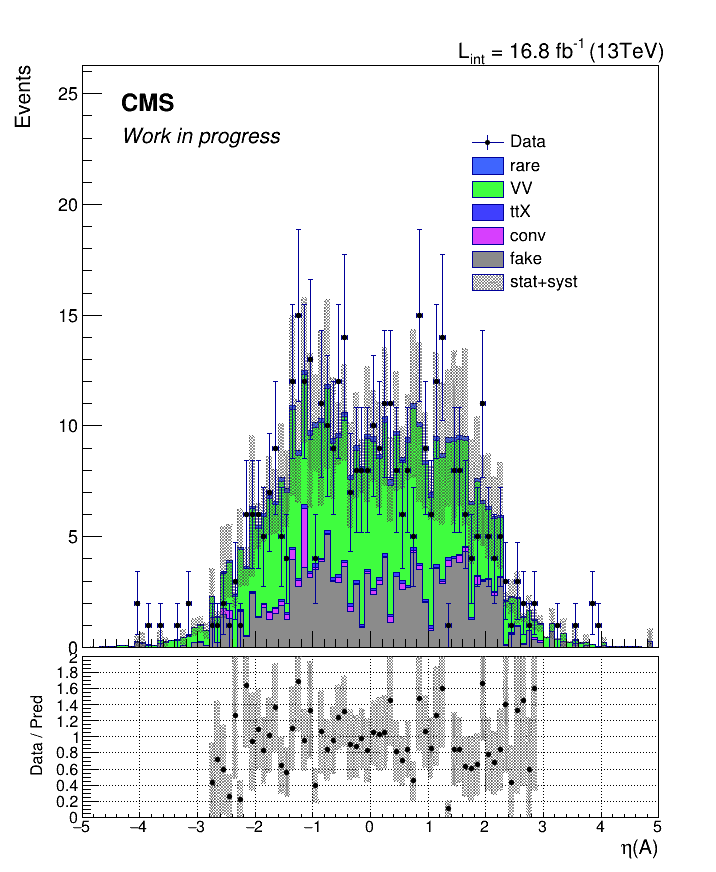 L_int = 16.8 fb^-1 (13TeV)
Events
CMS
Work in progress
Data
rare
VV
ttX
conv
fake
stat+syst
25
20
15
10
5
0
Data / Pred
2
1.8
1.6
1.4
1.2
1
0.8
0.6
0.4
0.2
0
−5 −4 −3 −2 −1 0 1 2 3 4 5
η(A)